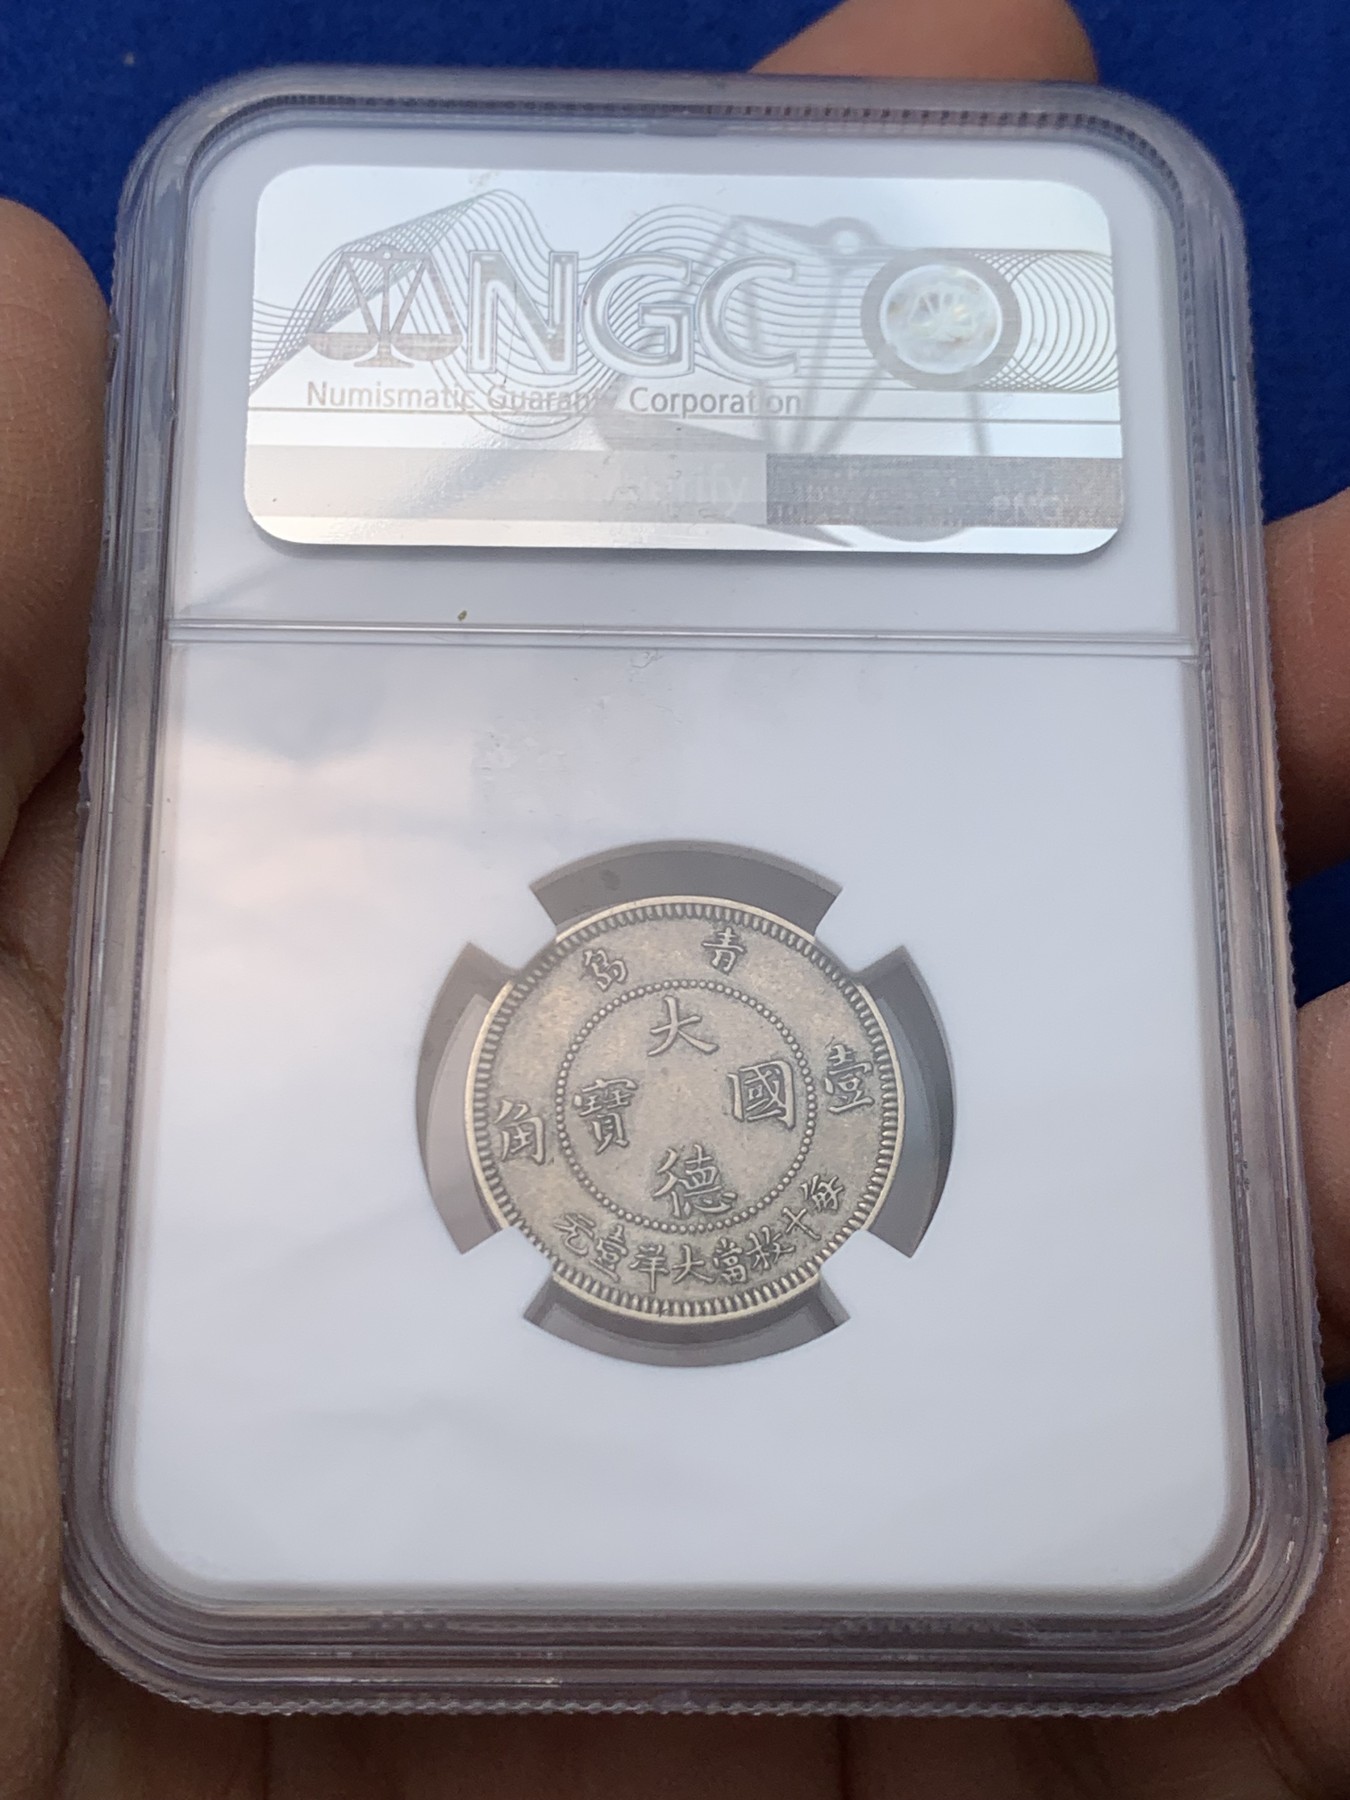 NGC
Numismatic Guaranty Corporation
青島
大德國寶
壹角
每十枚當大洋壹元